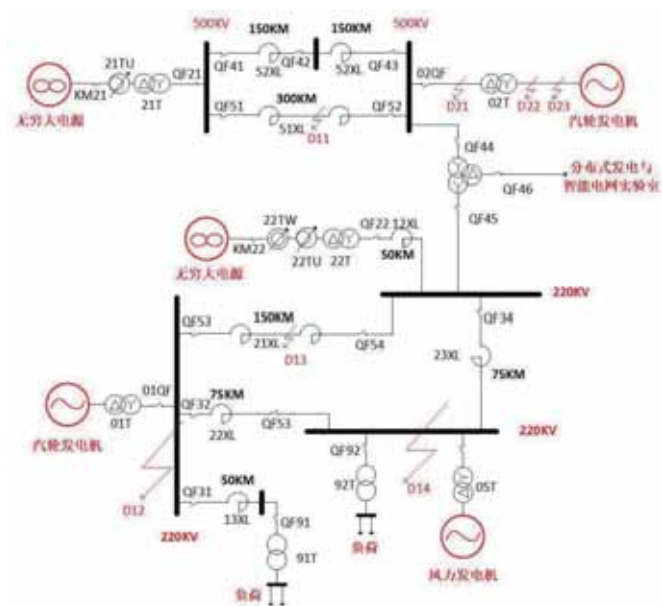 500KV
150KM
150KM
500KV
21TU
QF21
QF41
QF42
QF43
52XL
52XL
02QF
KM21
21T
D21
02T
D22
D23
无穷大电源
汽轮发电机
QF51
300KM
QF52
51XL
D11
QF44
分布式发电与
智能电网实验室
QF46
QF45
22TW
QF22
12XL
KM22
22TU
22T
50KM
无穷大电源
220KV
QF53
150KM
QF34
21XL
D13
QF54
23XL
75KM
01QF
QF32
75KM
QF53
01T
22XL
220KV
汽轮发电机
QF92
D12
QF31
50KM
92T
D14
05T
13XL
QF91
220KV
负荷
91T
风力发电机
负荷